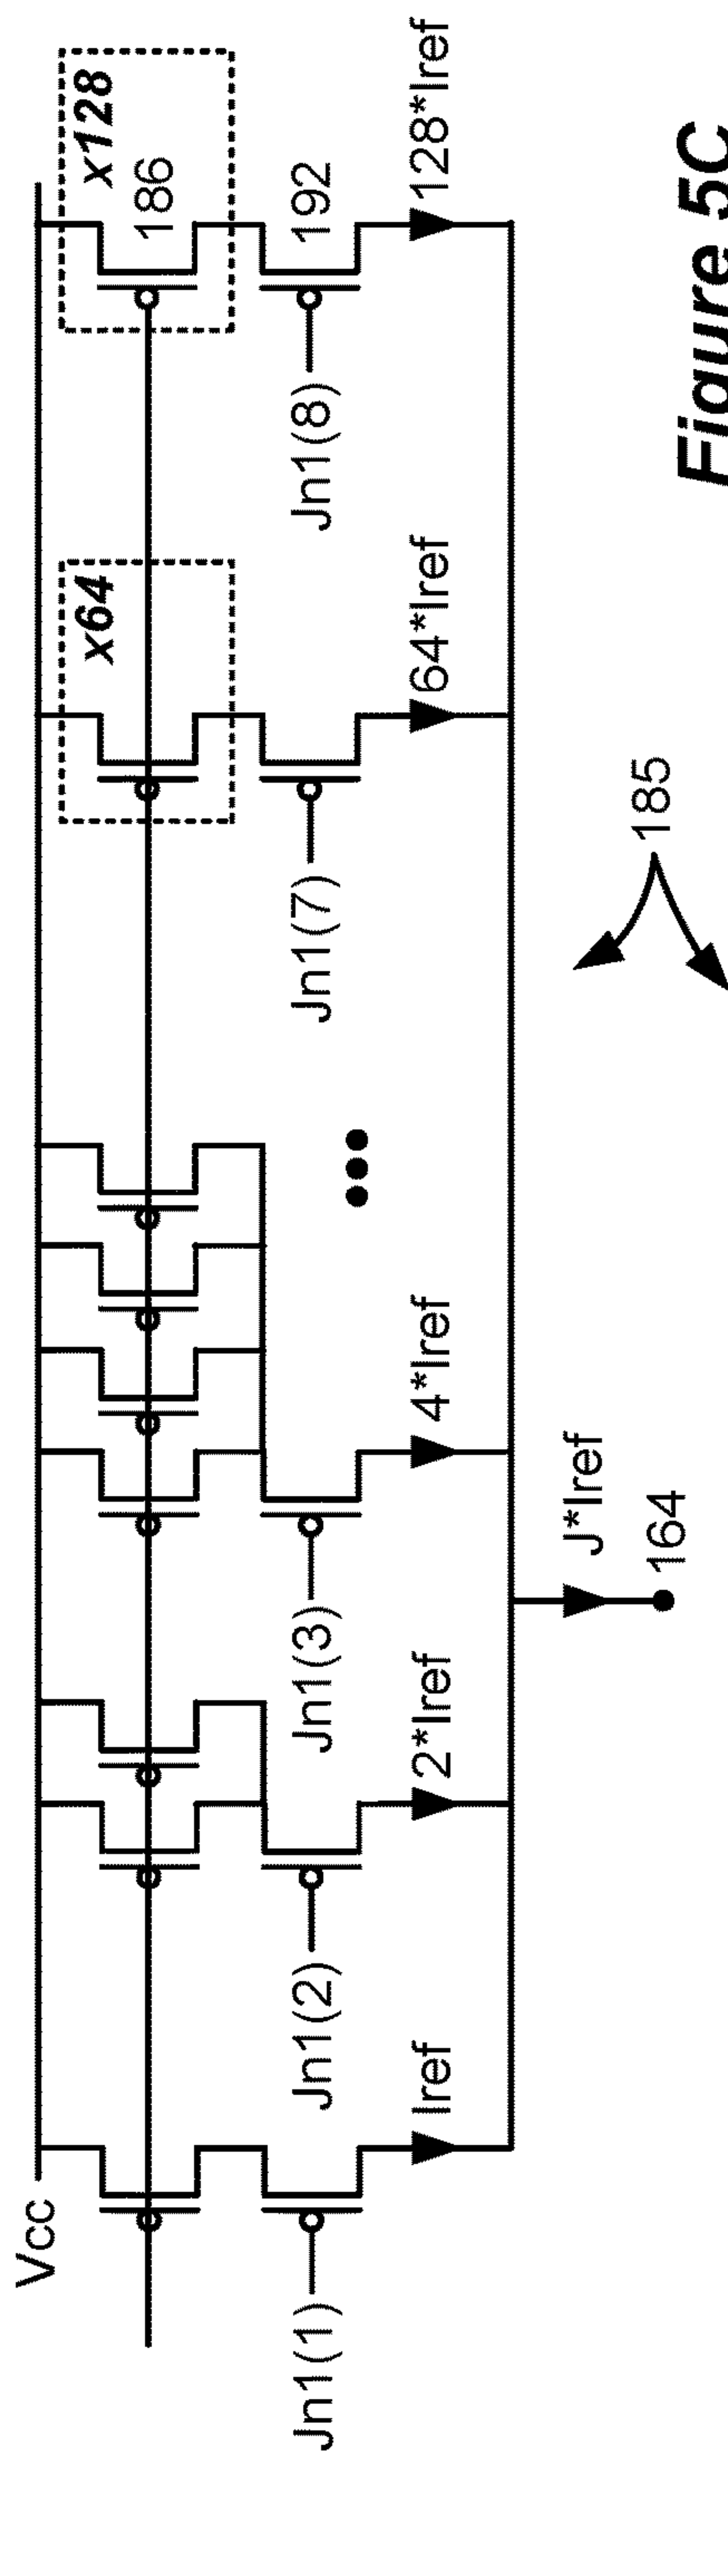 Vcc
x64
x128
186
192
Jn1(1)
Jn1(2)
Jn1(3)
Jn1(7)
Jn1(8)
Iref
2*Iref
4*Iref
64*Iref
128*Iref
J*Iref
164
185
Figure 5C